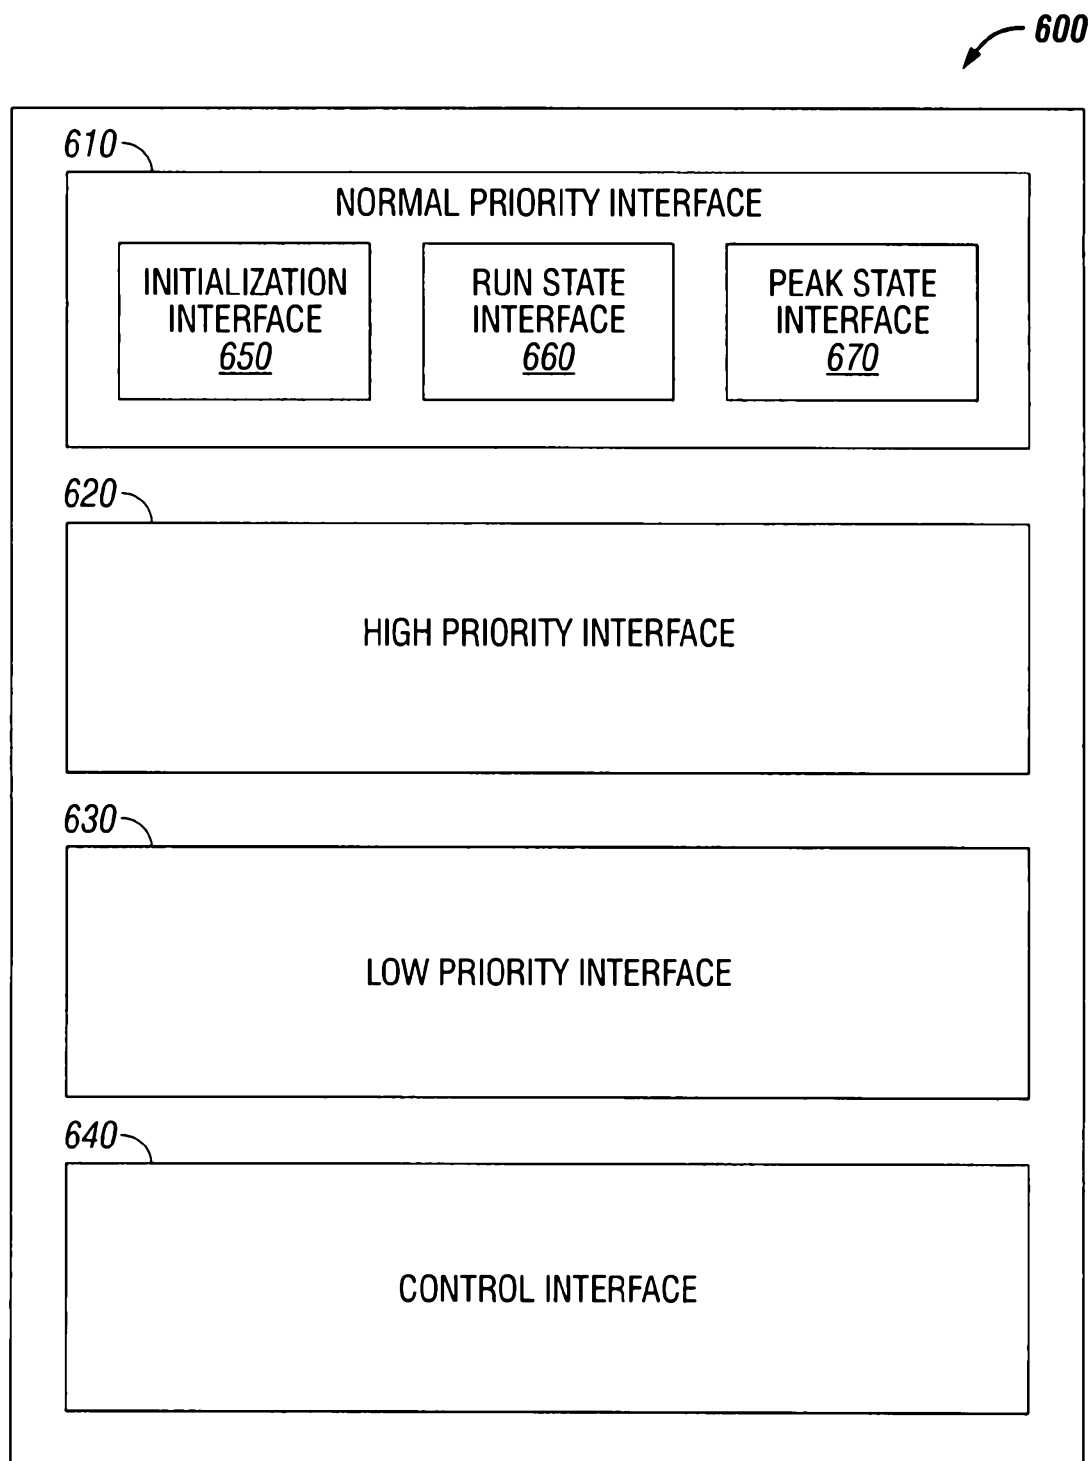 600
610
NORMAL PRIORITY INTERFACE
INITIALIZATION
INTERFACE
650
RUN STATE
INTERFACE
660
PEAK STATE
INTERFACE
670
620
HIGH PRIORITY INTERFACE
630
LOW PRIORITY INTERFACE
640
CONTROL INTERFACE